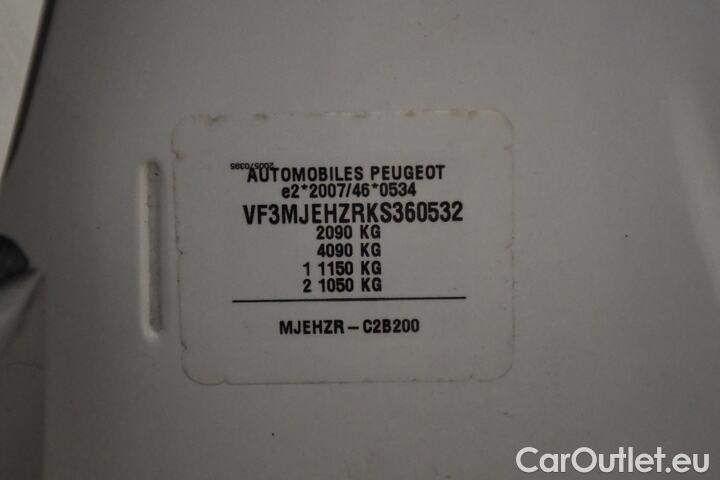 200570395
AUTOMOBILES PEUGEOT
e2*2007/46*0534
VF3MJEHZRKS360532
2090 KG
4090 KG
1 1150 KG
2 1050 KG
MJEHZR – C2B200
CarOutlet.eu